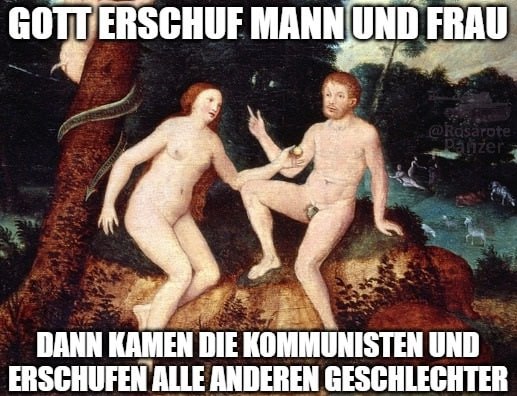 GOTT ERSCHUF MANN UND FRAU
@Rosarote
Panzer
DANN KAMEN DIE KOMMUNISTEN UND
ERSCHUFEN ALLE ANDEREN GESCHLECHTER